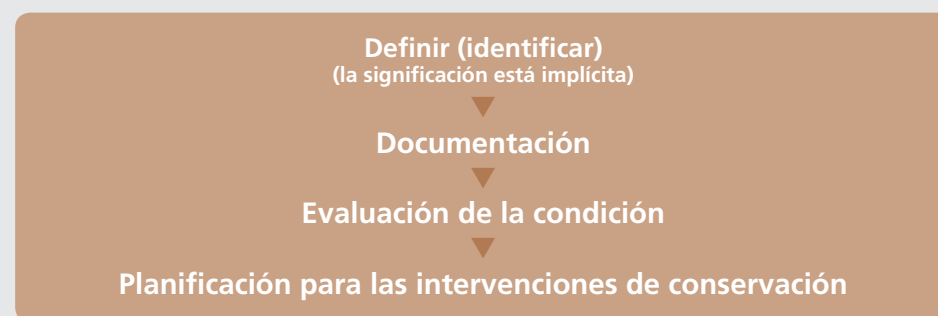 Definir (identificar)
(la significación está implícita)
Documentación
Evaluación de la condición
Planificación para las intervenciones de conservación